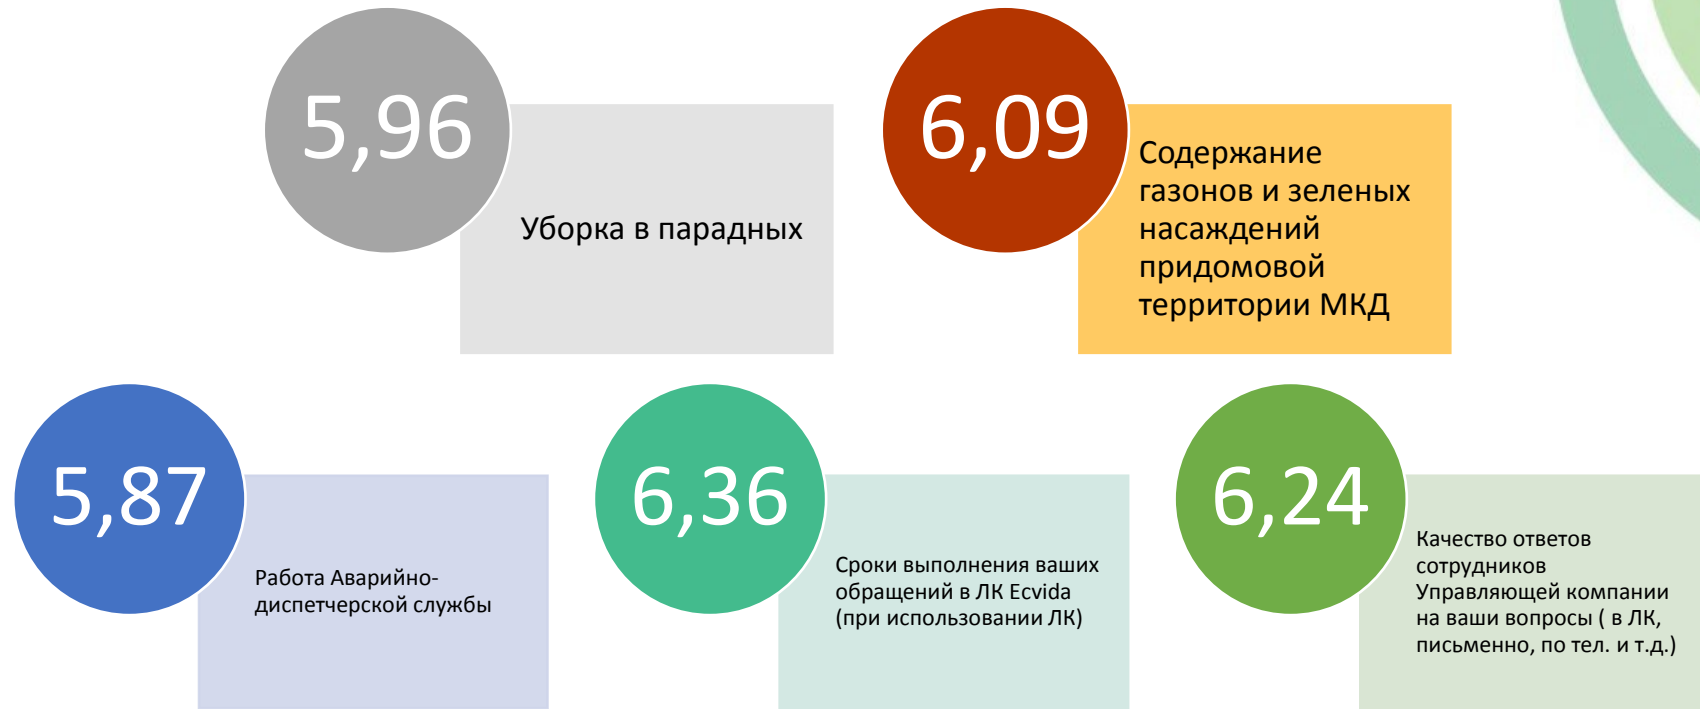 5,96
Уборка в парадных
6,09
Содержание
газонов и зеленых
насаждений
придомовой
территории МКД
5,87
Работа Аварийно-
диспетчерской службы
6,36
Сроки выполнения ваших
обращений в ЛК Ecvida
(при использовании ЛК)
6,24
Качество ответов
сотрудников
Управляющей компании
на ваши вопросы ( в ЛК,
письменно, по тел. и т.д.)